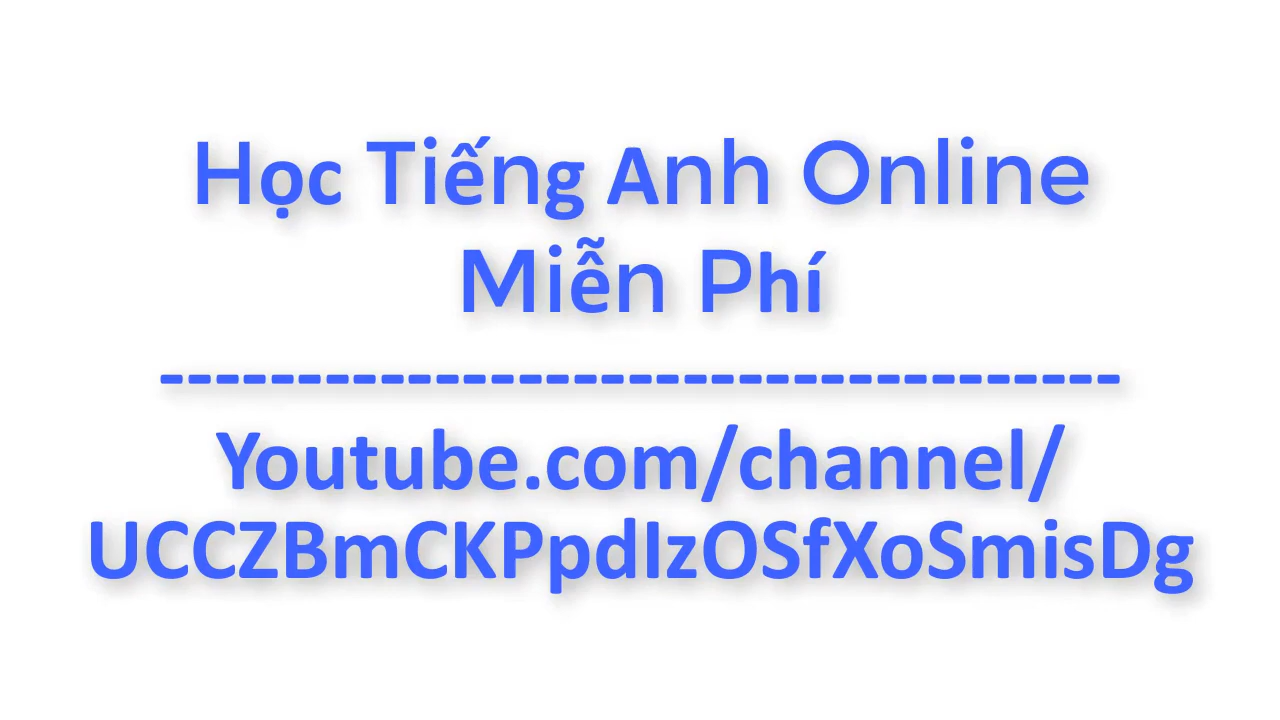 Học Tiếng Anh Online
Miễn Phí
-----------------------------------
Youtube.com/channel/
UCCZBmCKPpdIzOSfXoSmisDg